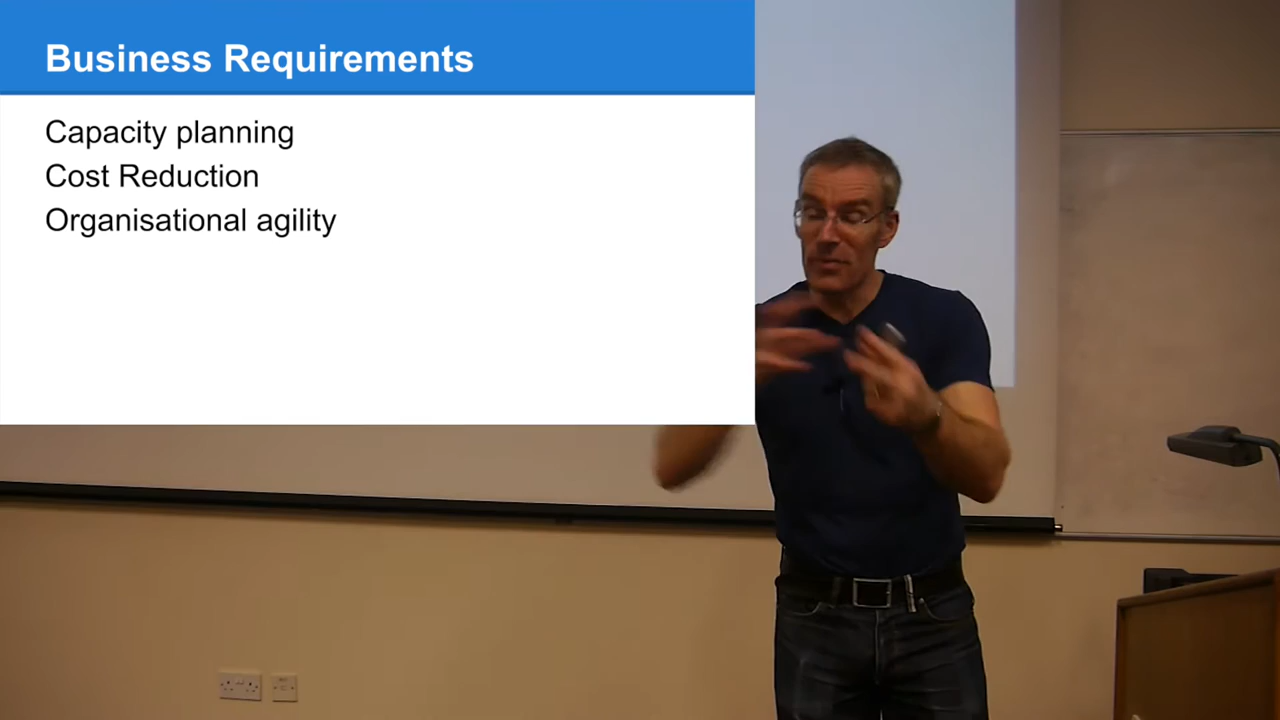 Business Requirements
Capacity planning
Cost Reduction
Organisational agility